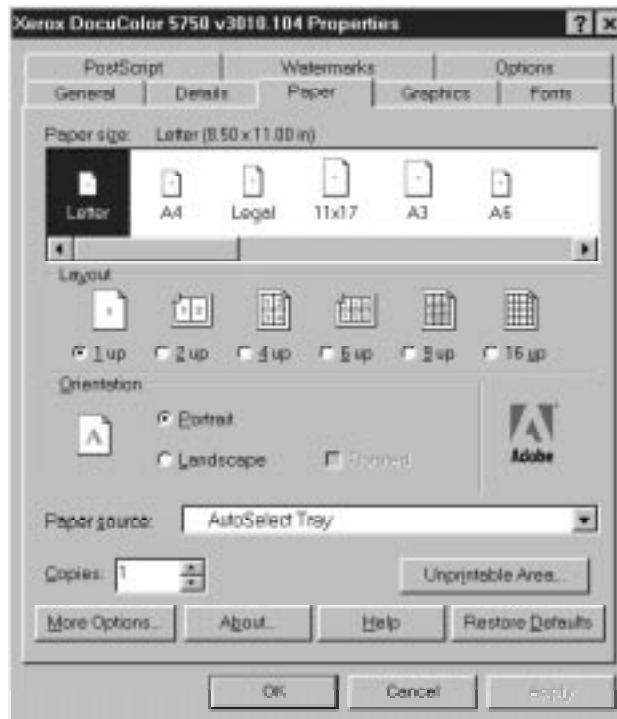 Xerox DocuColor 5750 v3010.104 Properties
PostScript Watermarks Options
General Details Paper Graphics Fonts
Paper size: Letter (8.50 x 11.00 in)
Letter A4 Legal 11x17 A3 A6
Layout
1 up 2 up 4 up 6 up 9 up 16 up
Orientation
Portrait
Landscape Rotated
Adobe
Paper source: AutoSelect Tray
Copies: 1 Unprintable Area...
More Options... About... Help Restore Defaults
OK Cancel Apply